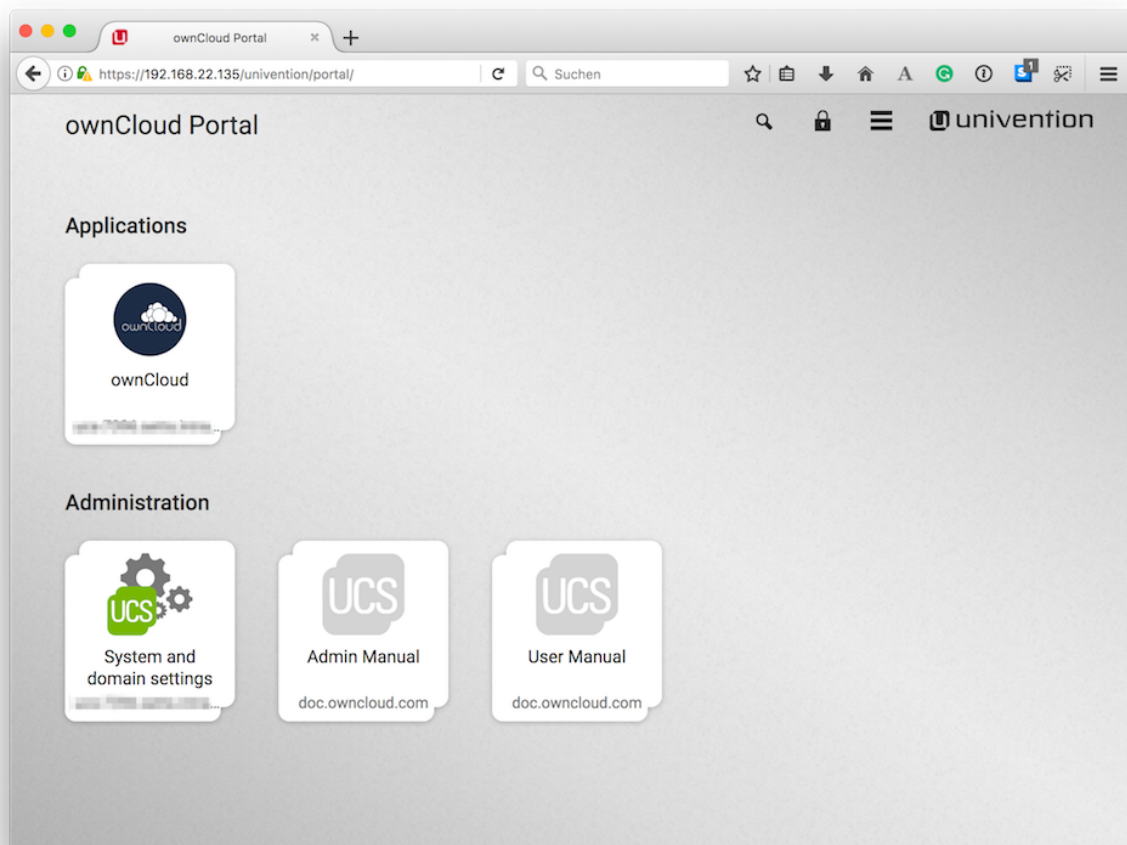 ownCloud Portal
https://192.168.22.135/univention/portal/
Suchen
1
ownCloud Portal
univention
Applications
ownCloud
ownCloud
Administration
UCS
System and
domain settings
UCS
Admin Manual
doc.owncloud.com
UCS
User Manual
doc.owncloud.com